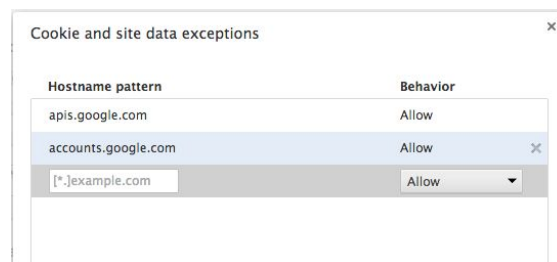 Cookie and site data exceptions
Hostname pattern Behavior
apis.google.com Allow
accounts.google.com Allow
[*.]example.com Allow